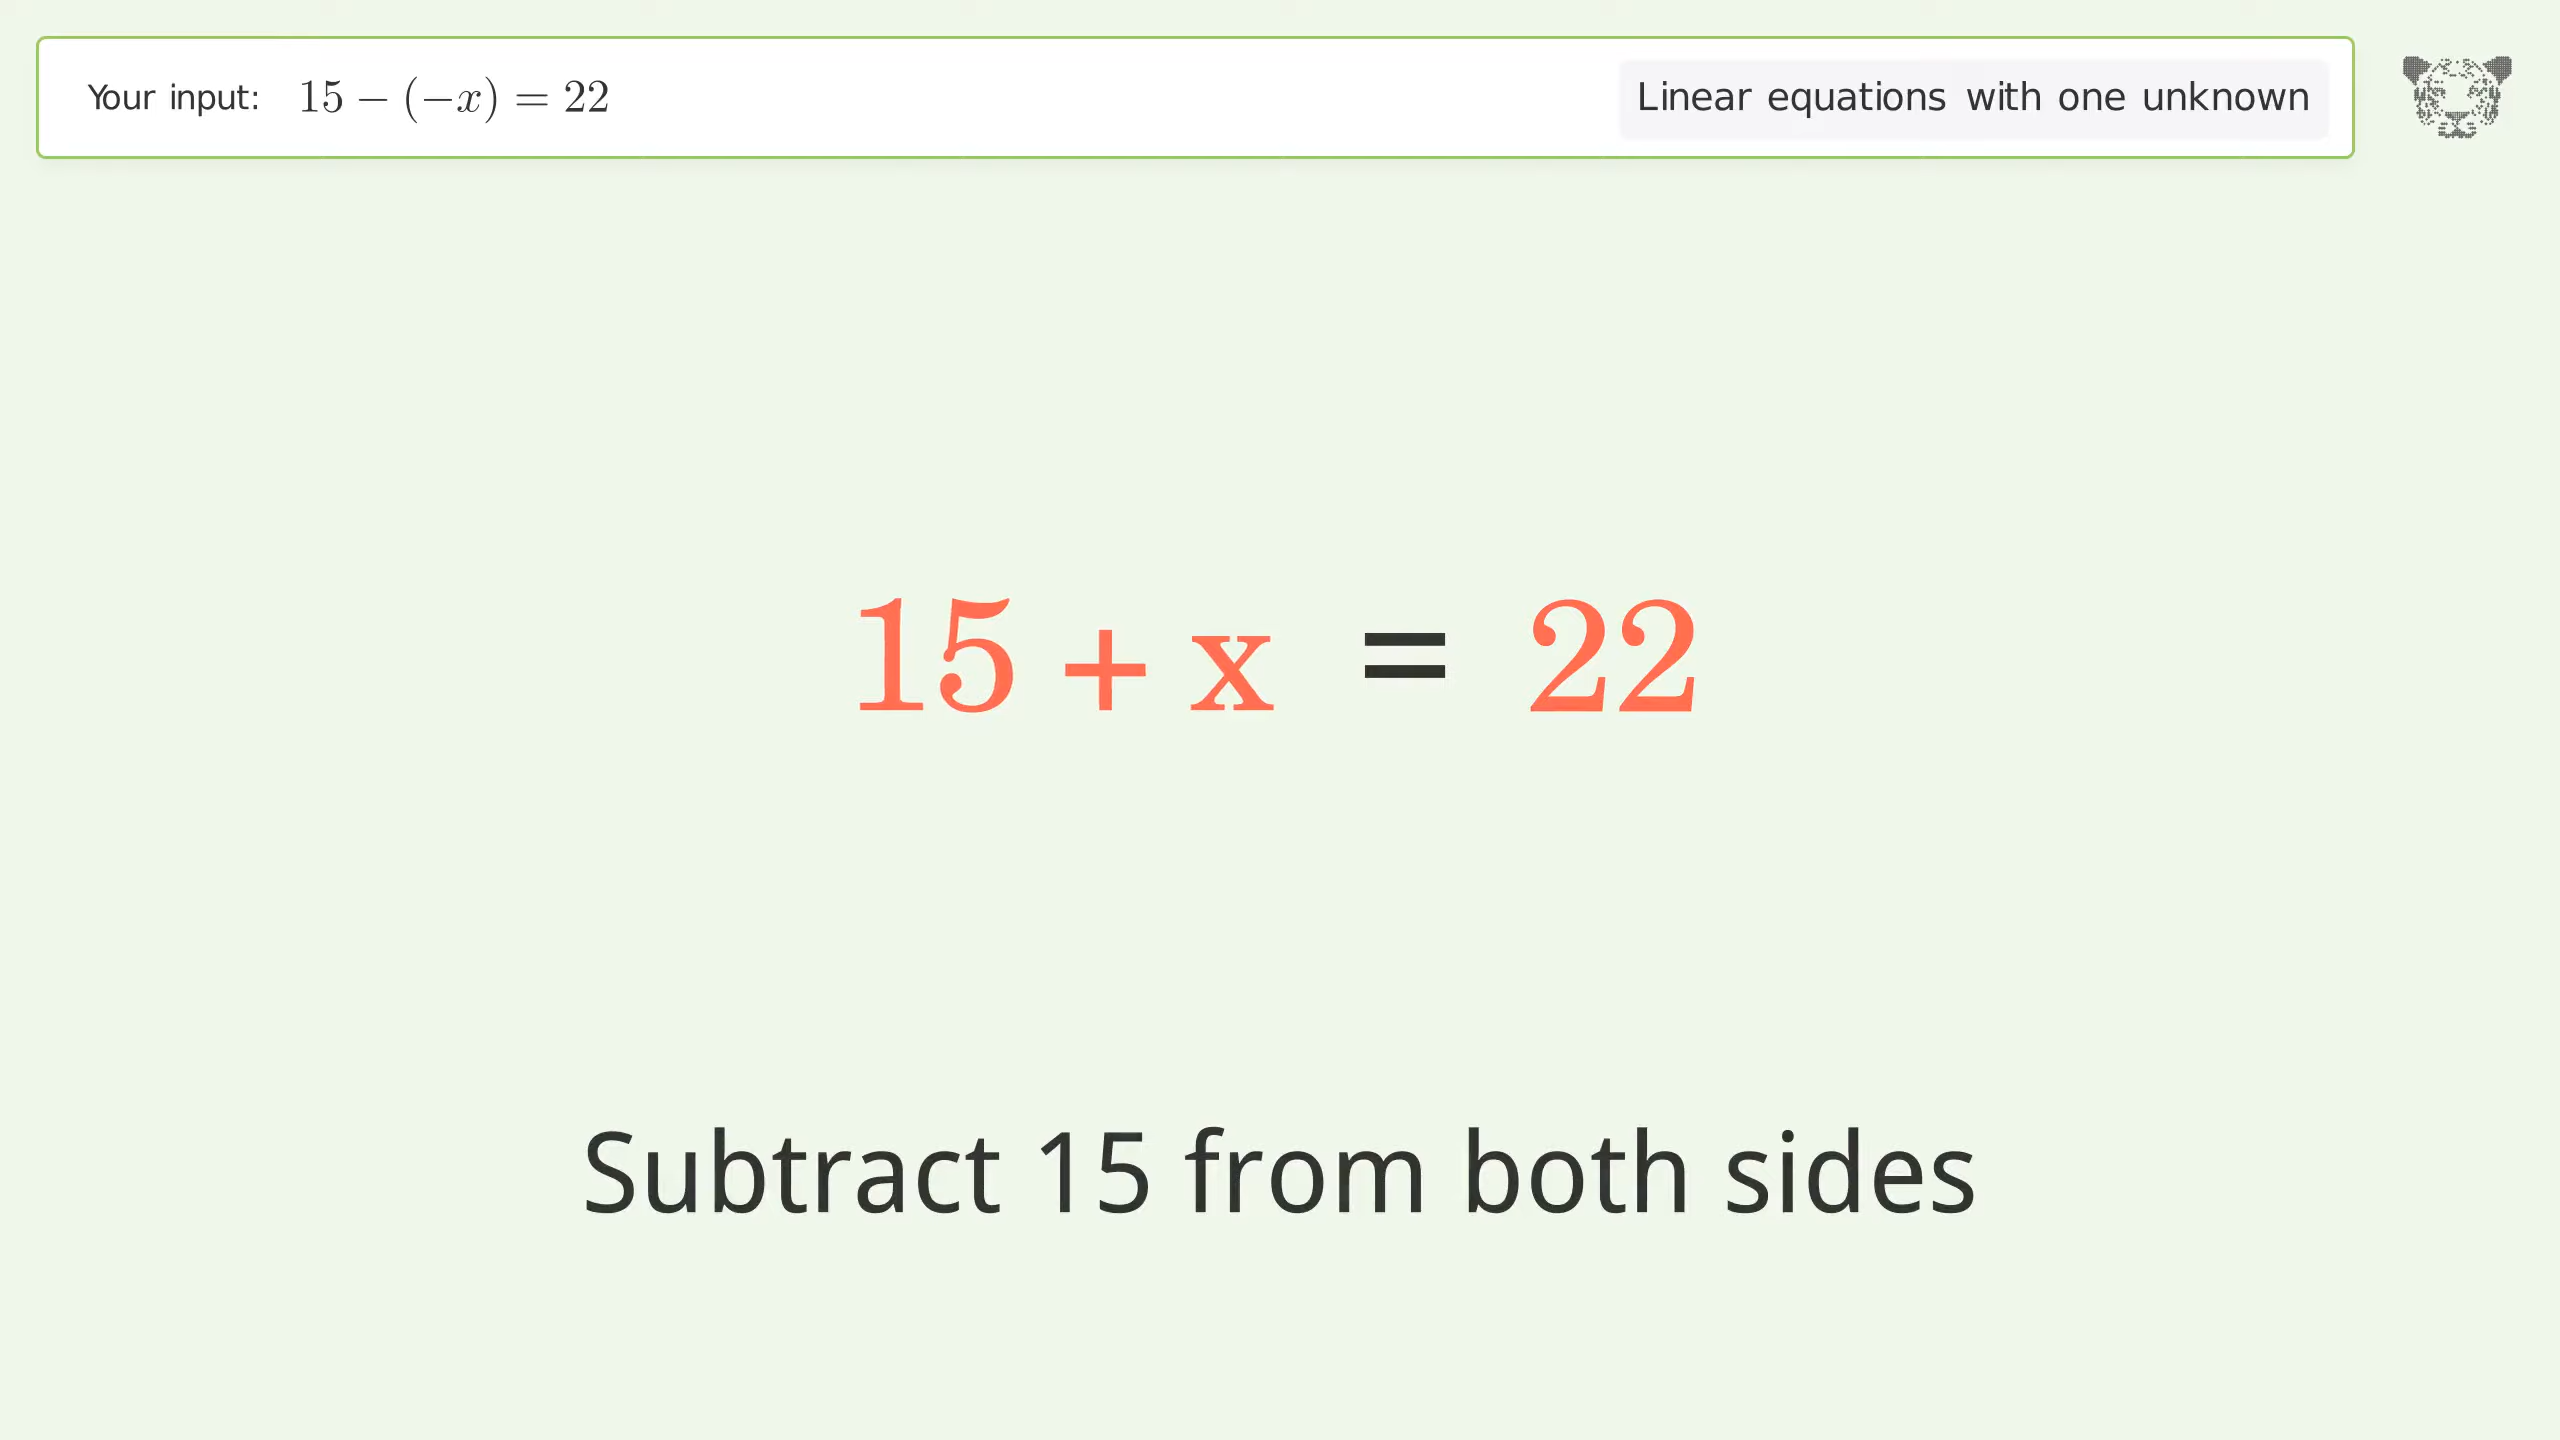 Your input: 15 − (−x) = 22
Linear equations with one unknown
15 + x = 22
Subtract 15 from both sides